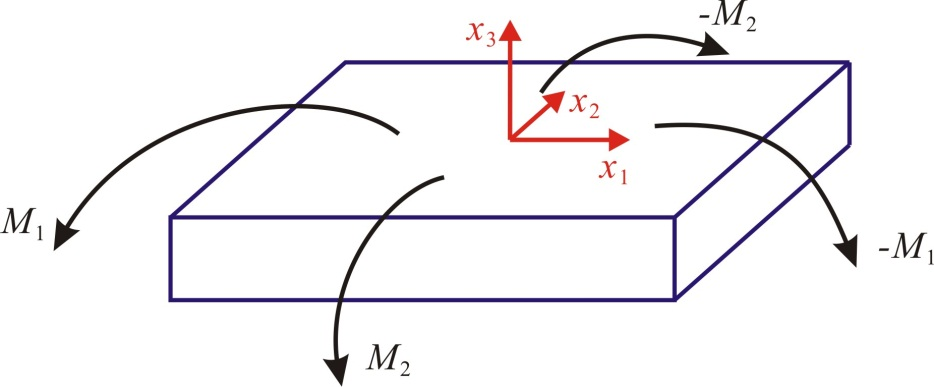 -M₂
x₃
x₂
x₁
M₁
-M₁
M₂